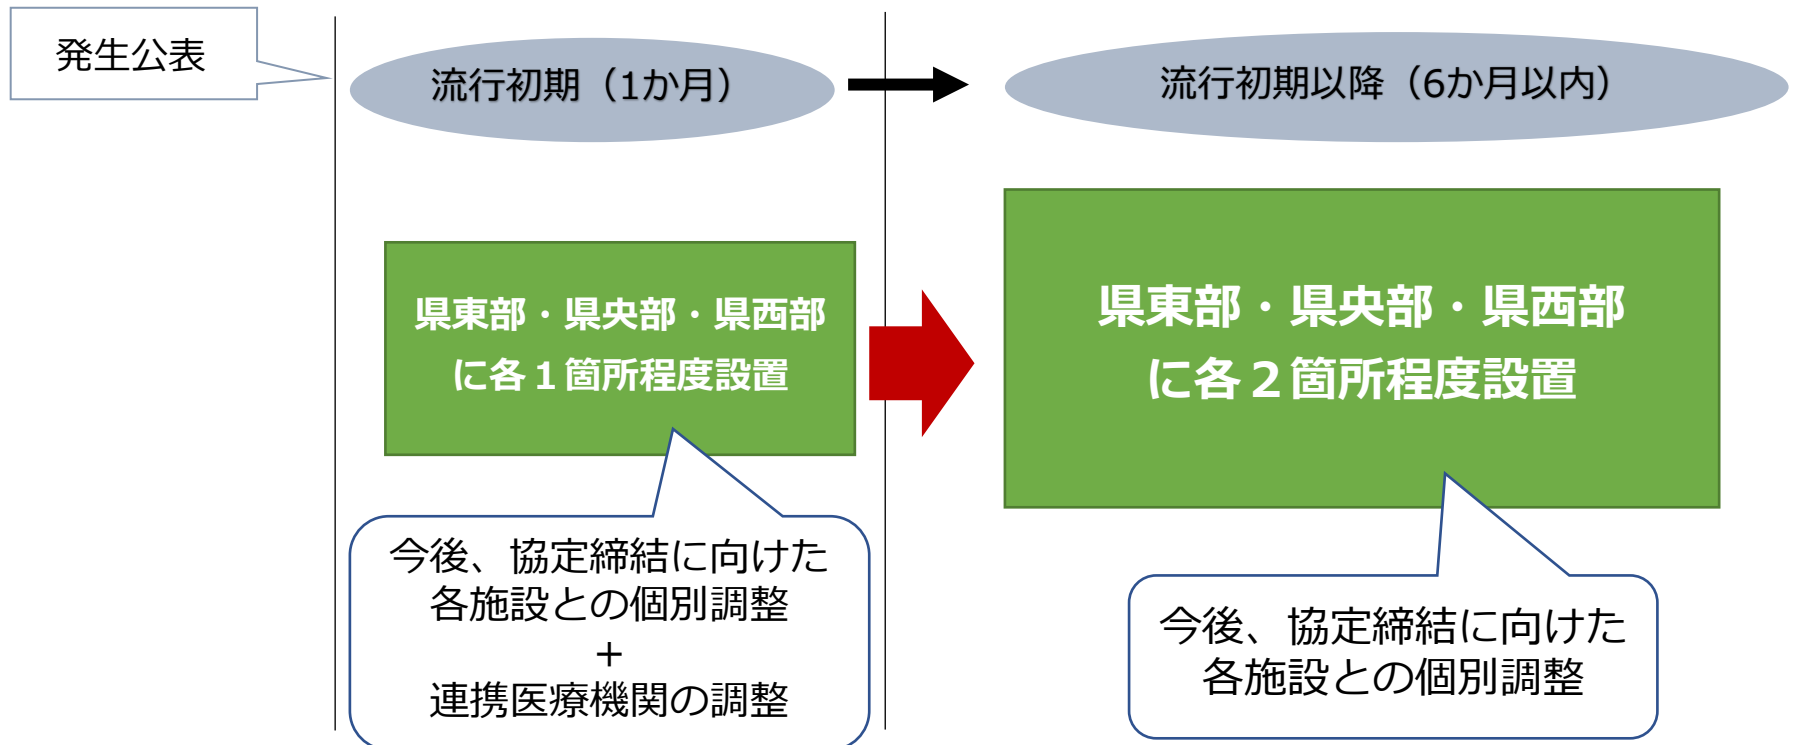 発生公表
流行初期（1か月）
流行初期以降（6か月以内）
県東部・県央部・県西部
に各１箇所程度設置
県東部・県央部・県西部
に各２箇所程度設置
今後、協定締結に向けた
各施設との個別調整
+
連携医療機関の調整
今後、協定締結に向けた
各施設との個別調整